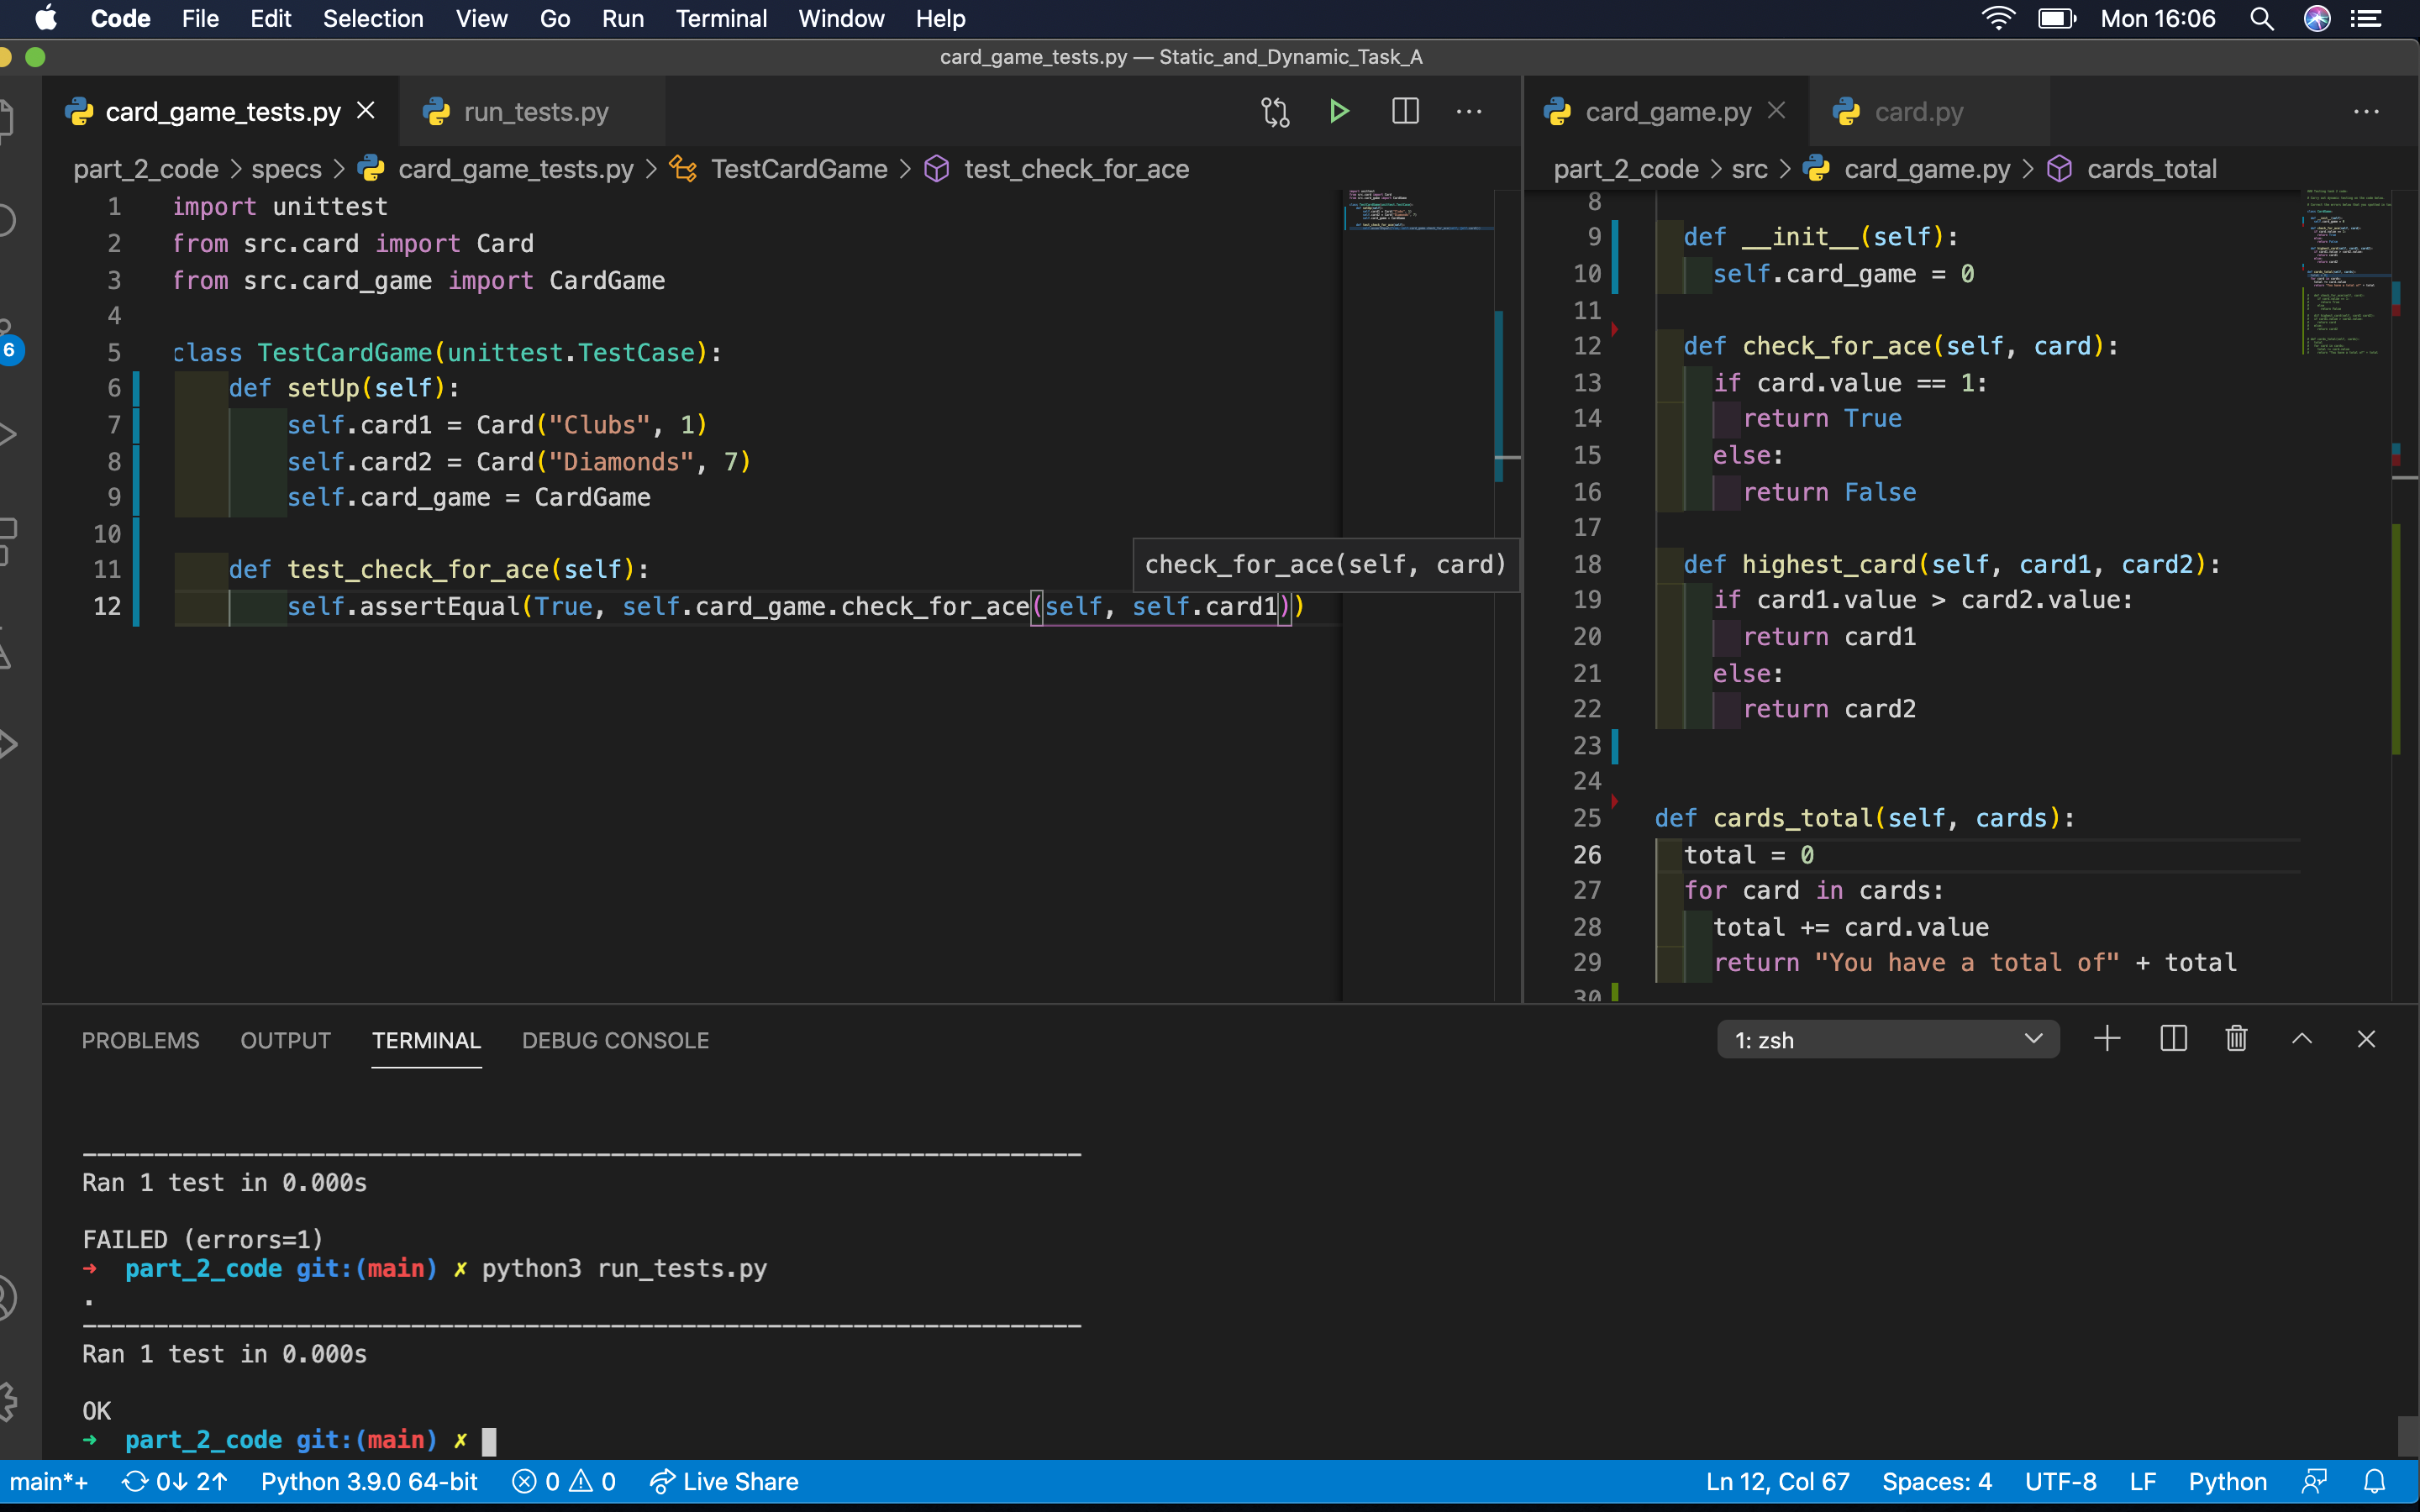 Code File Edit Selection View Go Run Terminal Window Help Mon 16:06
card_game_tests.py — Static_and_Dynamic_Task_A
card_game_tests.py run_tests.py
part_2_code > specs > card_game_tests.py > TestCardGame > test_check_for_ace
1 import unittest
2 from src.card import Card
3 from src.card_game import CardGame
4
5 class TestCardGame(unittest.TestCase):
6 def setUp(self):
7 self.card1 = Card("Clubs", 1)
8 self.card2 = Card("Diamonds", 7)
9 self.card_game = CardGame
10
check_for_ace(self, card)
11 def test_check_for_ace(self):
12 self.assertEqual(True, self.card_game.check_for_ace(self, self.card1))
card_game.py card.py
part_2_code > src > card_game.py > cards_total
8
9 def __init__(self):
10 self.card_game = 0
11
12 def check_for_ace(self, card):
13 if card.value == 1:
14 return True
15 else:
16 return False
17
18 def highest_card(self, card1, card2):
19 if card1.value > card2.value:
20 return card1
21 else:
22 return card2
23
24
25 def cards_total(self, cards):
26 total = 0
27 for card in cards:
28 total += card.value
29 return "You have a total of" + total
30
6
PROBLEMS OUTPUT TERMINAL DEBUG CONSOLE 1: zsh
----------------------------------------------------------------------
Ran 1 test in 0.000s
FAILED (errors=1)
➜ part_2_code git:(main) ✗ python3 run_tests.py
.
----------------------------------------------------------------------
Ran 1 test in 0.000s
OK
➜ part_2_code git:(main) ✗
main*+ 0↓ 2↑ Python 3.9.0 64-bit 0 0 Live Share Ln 12, Col 67 Spaces: 4 UTF-8 LF Python